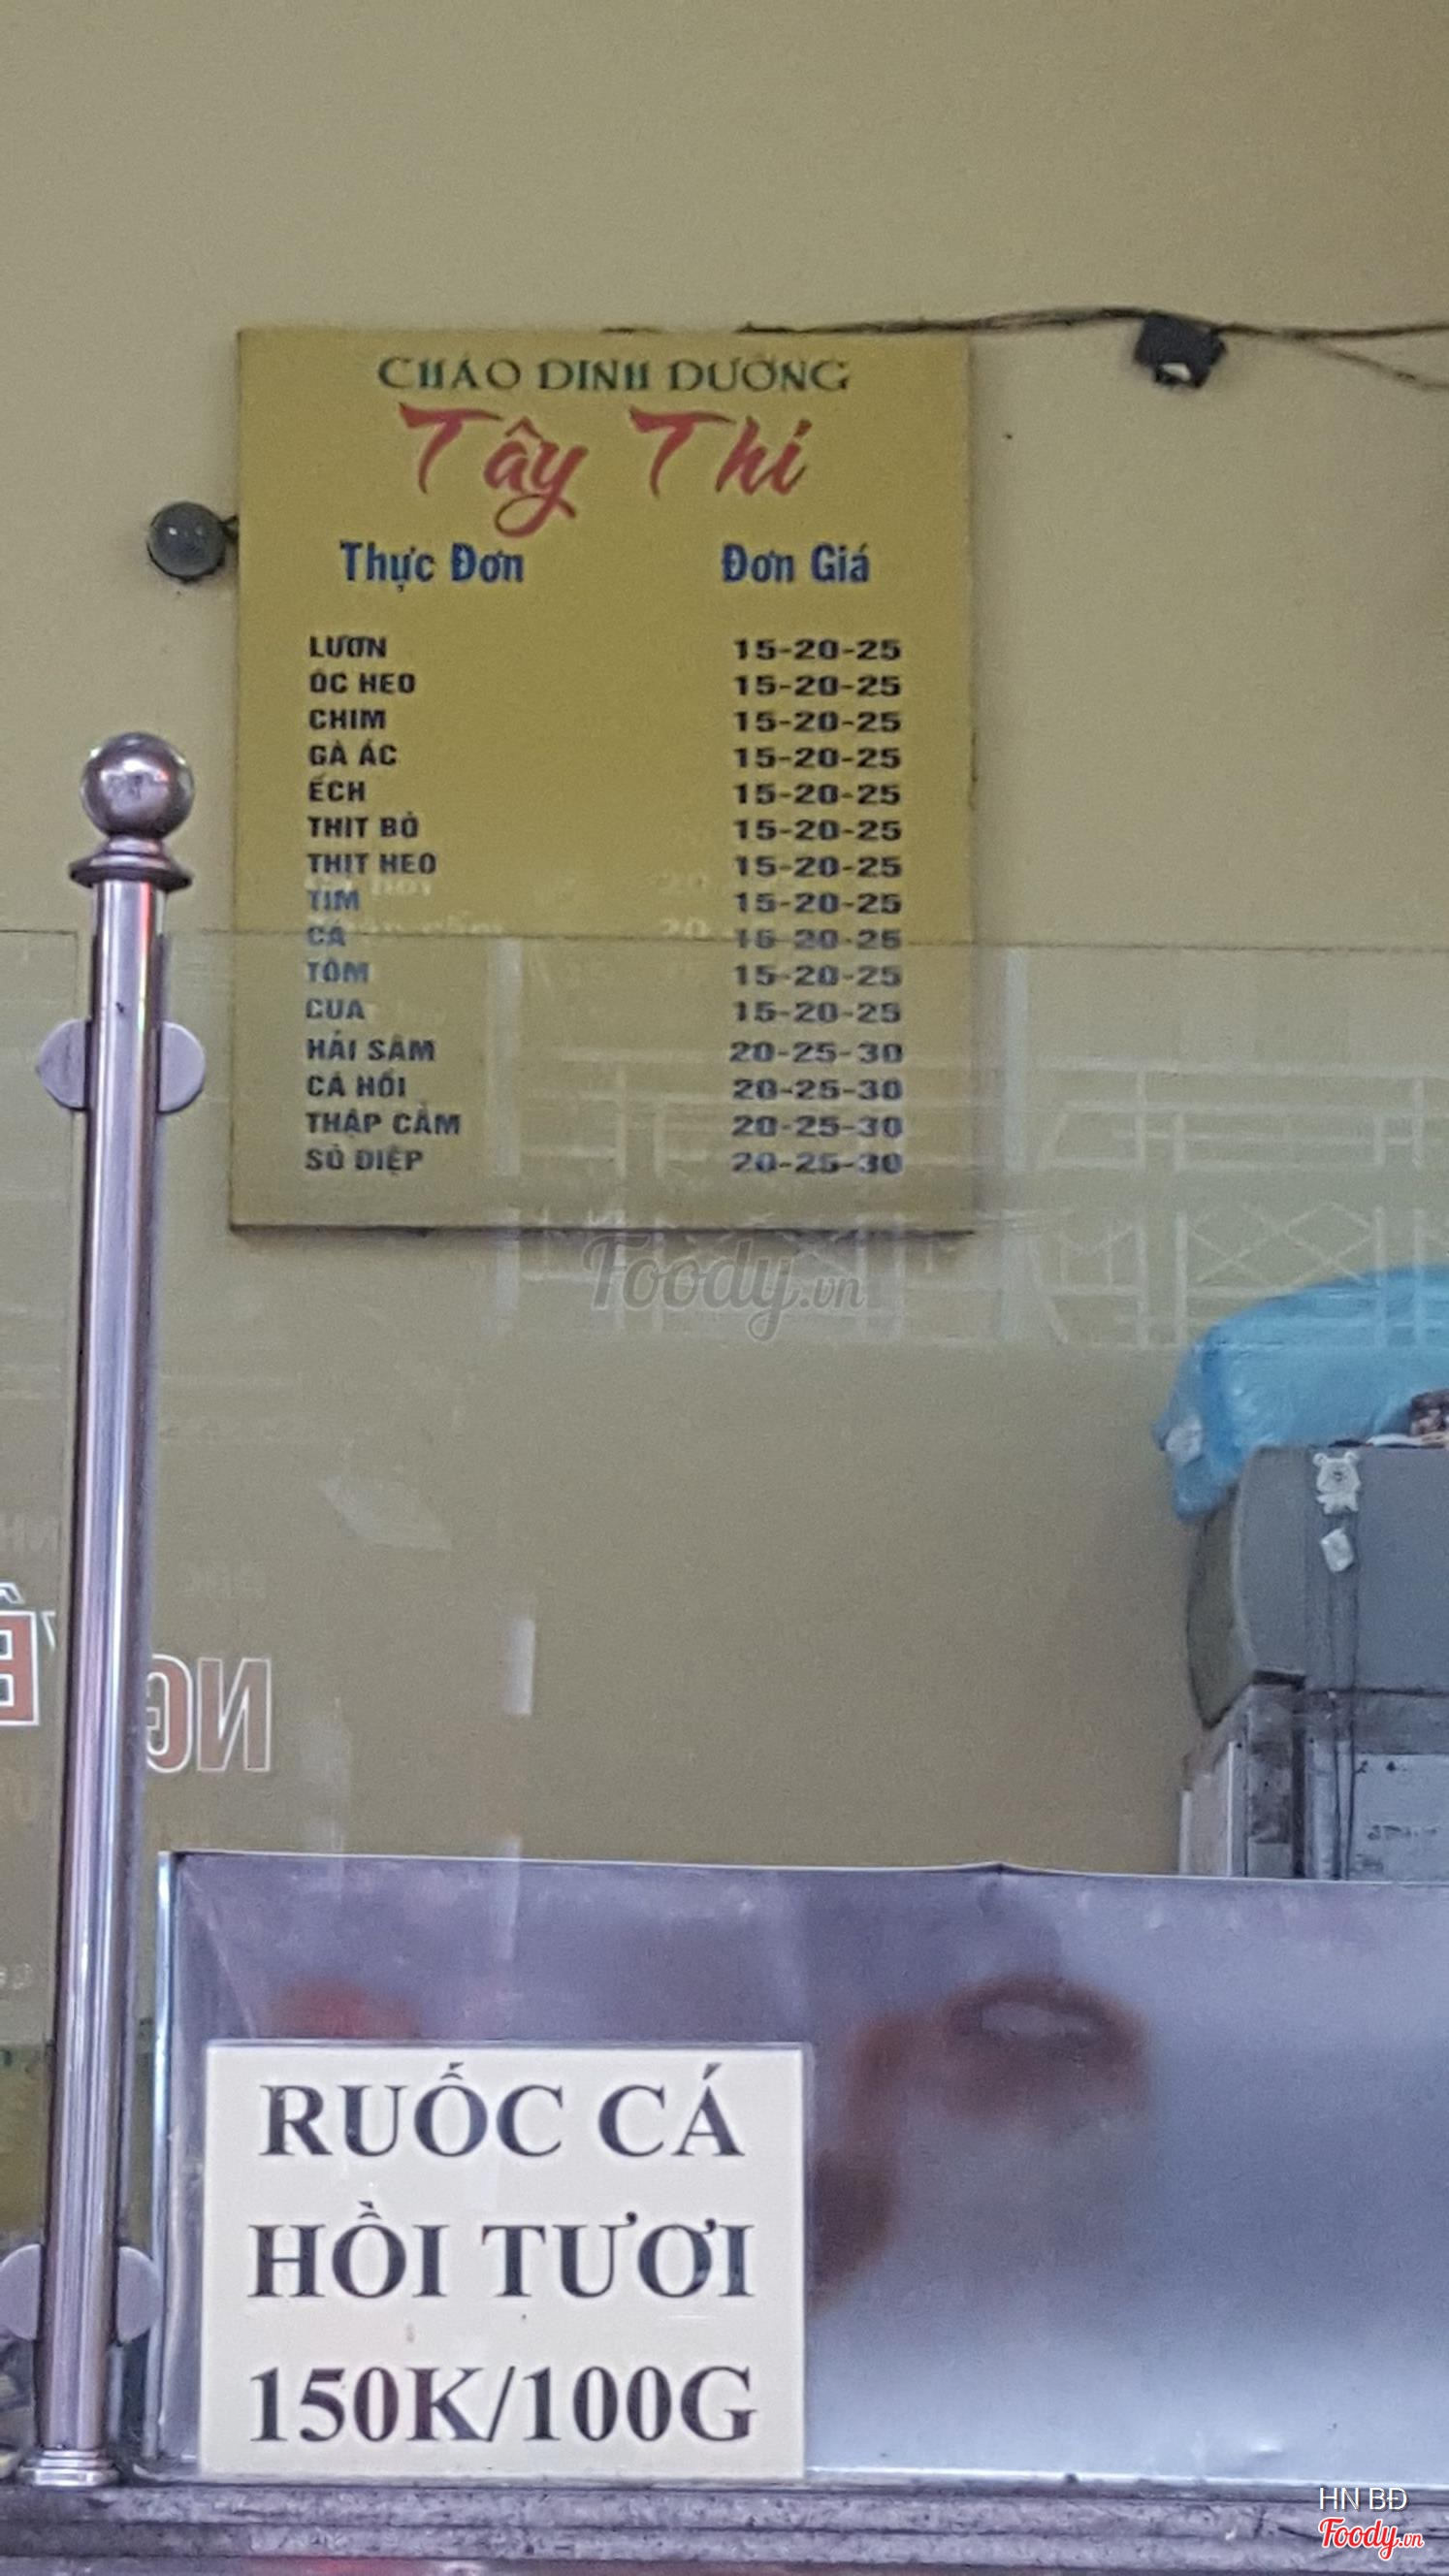 CHÁO DINH DƯỠNG
Tây Thi
Thực Đơn Đơn Giá
LƯƠN 15-20-25
ÓC HEO 15-20-25
CHIM 15-20-25
GÀ ÁC 15-20-25
ẾCH 15-20-25
THỊT BÒ 15-20-25
THỊT HEO 15-20-25
TIM 15-20-25
CÁ 15-20-25
TÔM 15-20-25
CUA 15-20-25
HẢI SÂM 20-25-30
CÁ HỒI 20-25-30
THẬP CẨM 20-25-30
SÒ ĐIỆP 20-25-30
Foody.vn
NG
RUỐC CÁ
HỒI TƯƠI
150K/100G
HN BĐ
Foody.vn